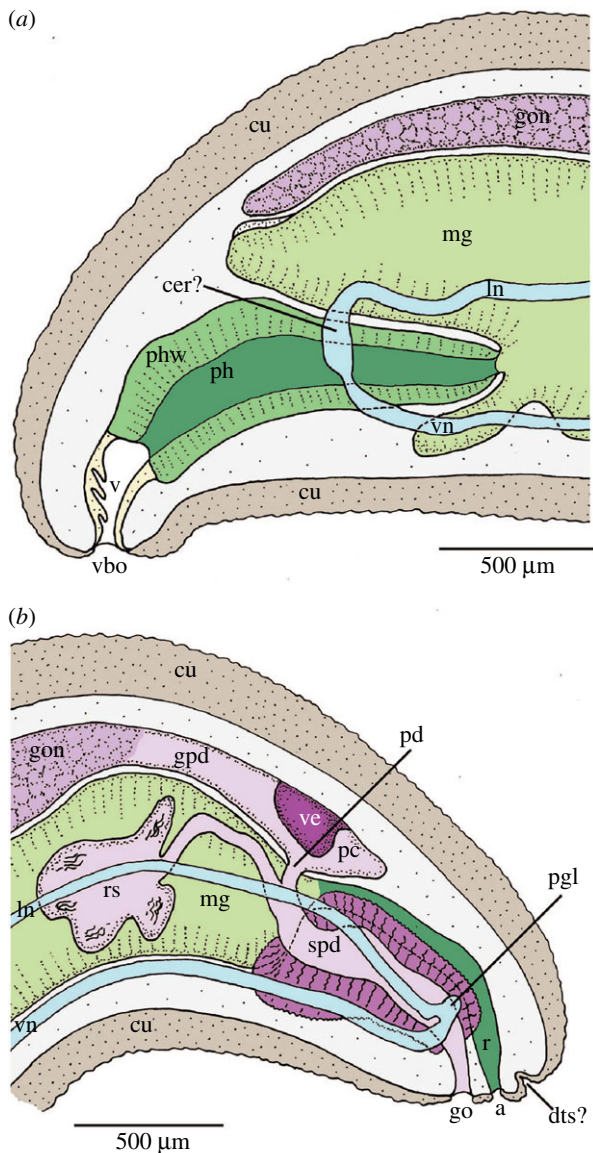 (a)
cu
gon
mg
cer?
ln
phw
ph
vn
v
cu
vbo
500 µm
(b)
cu
pd
gon
gpd
ve
pc
pgl
rs
ln
mg
spd
vn
cu
r
go
a
dts?
500 µm